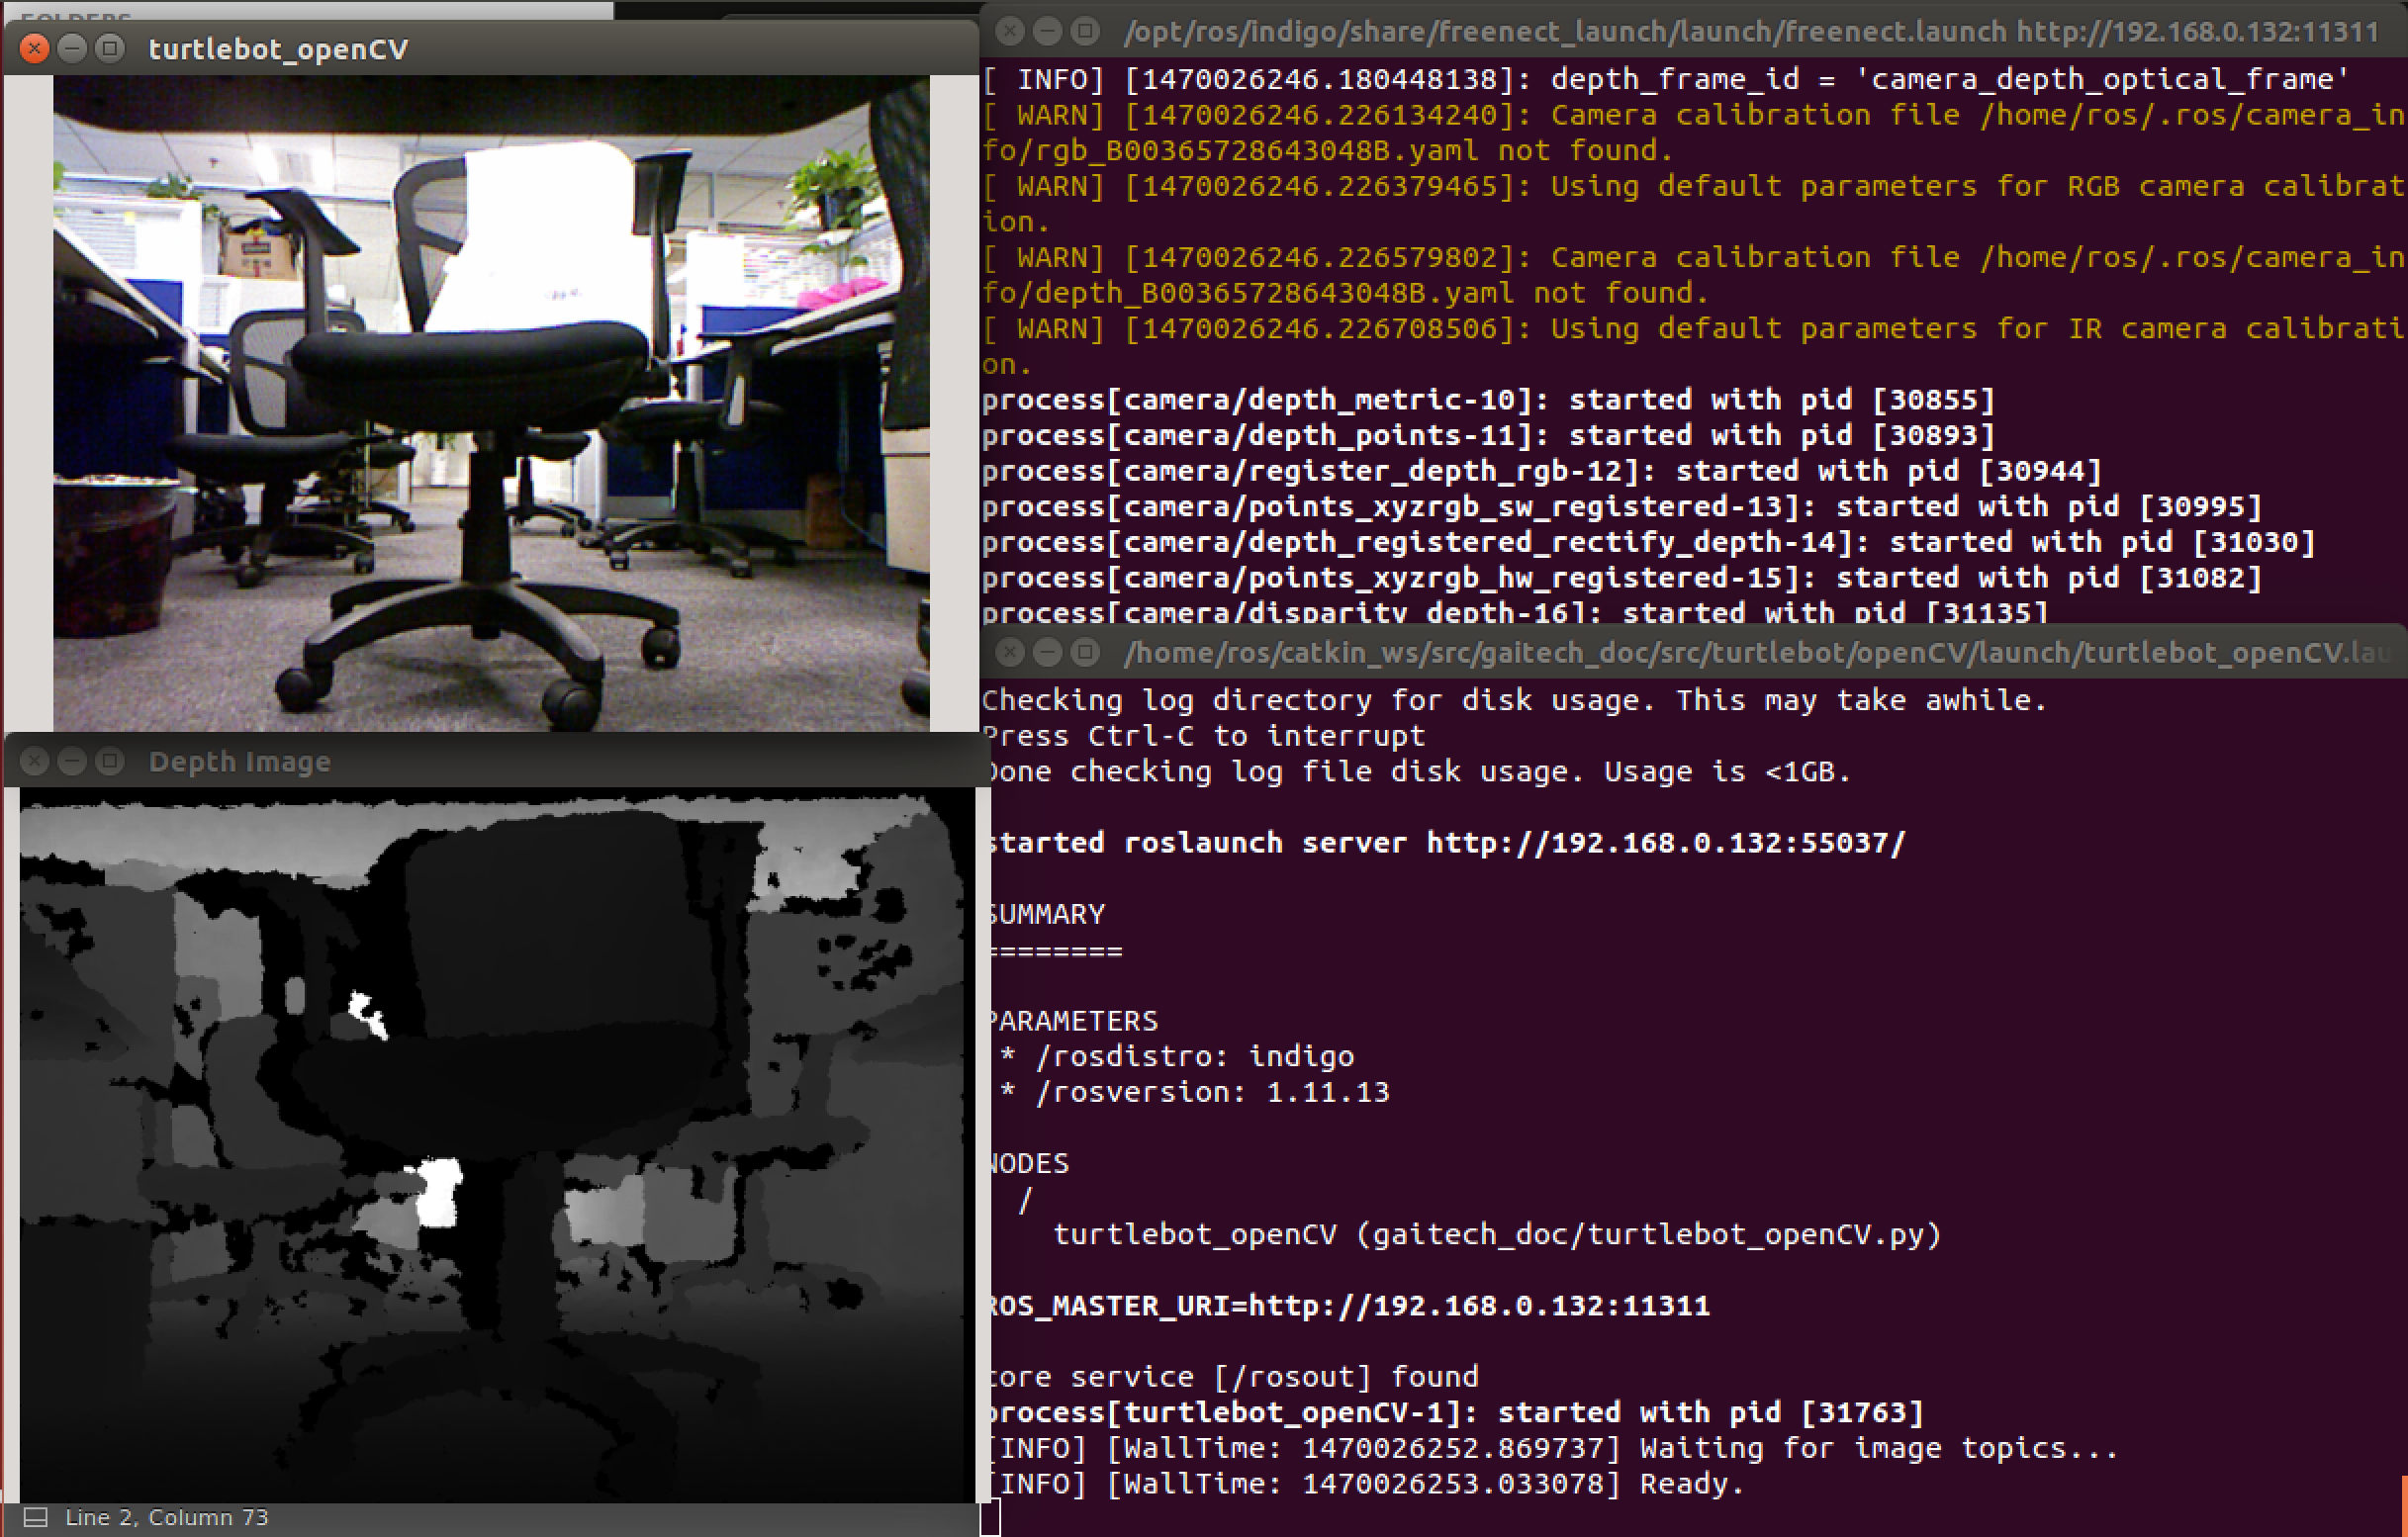 FOLDERS
turtlebot_openCV
Depth Image
Line 2, Column 73
/opt/ros/indigo/share/freenect_launch/launch/freenect.launch http://192.168.0.132:11311
[ INFO] [1470026246.180448138]: depth_frame_id = 'camera_depth_optical_frame'
[ WARN] [1470026246.226134240]: Camera calibration file /home/ros/.ros/camera_in
fo/rgb_B00365728643048B.yaml not found.
[ WARN] [1470026246.226379465]: Using default parameters for RGB camera calibrat
ion.
[ WARN] [1470026246.226579802]: Camera calibration file /home/ros/.ros/camera_in
fo/depth_B00365728643048B.yaml not found.
[ WARN] [1470026246.226708506]: Using default parameters for IR camera calibrati
on.
process[camera/depth_metric-10]: started with pid [30855]
process[camera/depth_points-11]: started with pid [30893]
process[camera/register_depth_rgb-12]: started with pid [30944]
process[camera/points_xyzrgb_sw_registered-13]: started with pid [30995]
process[camera/depth_registered_rectify_depth-14]: started with pid [31030]
process[camera/points_xyzrgb_hw_registered-15]: started with pid [31082]
process[camera/disparity_depth-16]: started with pid [31135]
/home/ros/catkin_ws/src/gaitech_doc/src/turtlebot/openCV/launch/turtlebot_openCV.lau
Checking log directory for disk usage. This may take awhile.
Press Ctrl-C to interrupt
Done checking log file disk usage. Usage is <1GB.
started roslaunch server http://192.168.0.132:55037/
SUMMARY
========
PARAMETERS
* /rosdistro: indigo
* /rosversion: 1.11.13
NODES
/
turtlebot_openCV (gaitech_doc/turtlebot_openCV.py)
ROS_MASTER_URI=http://192.168.0.132:11311
core service [/rosout] found
process[turtlebot_openCV-1]: started with pid [31763]
[INFO] [WallTime: 1470026252.869737] Waiting for image topics...
[INFO] [WallTime: 1470026253.033078] Ready.